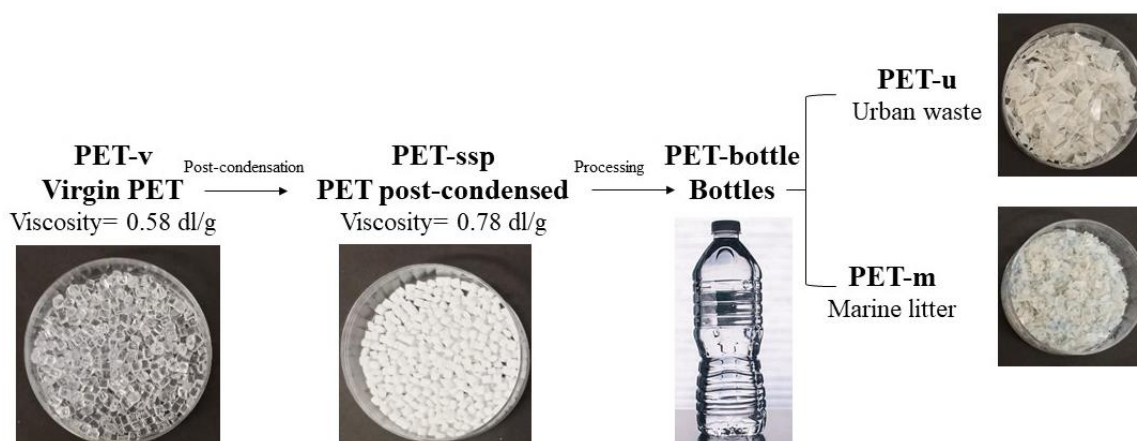 PET-v
Virgin PET
Viscosity= 0.58 dl/g
Post-condensation
PET-ssp
PET post-condensed
Viscosity= 0.78 dl/g
Processing
PET-bottle
Bottles
PET-u
Urban waste
PET-m
Marine litter